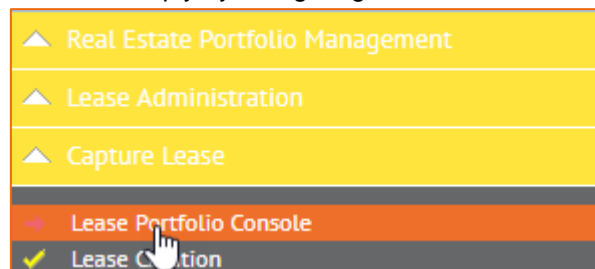 Real Estate Portfolio Management
Lease Administration
Capture Lease
Lease Portfolio Console
Lease